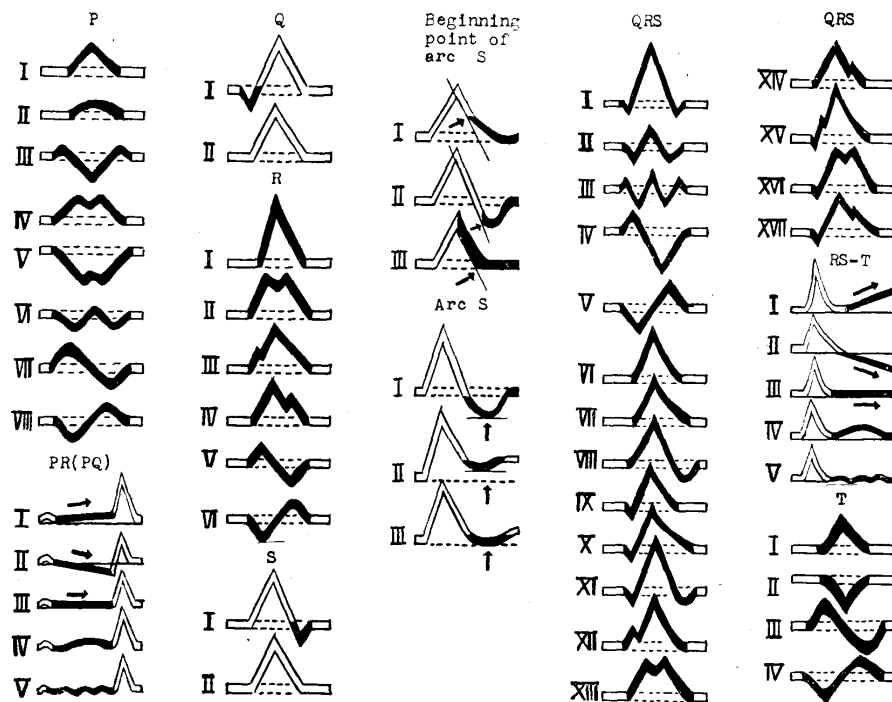 P
I
II
III
IV
V
VI
VII
VIII
PR(PQ)
I
II
III
IV
V
Q
I
II
R
I
II
III
IV
V
VI
S
I
II
Beginning
point of
arc S
I
II
III
Arc S
I
II
III
QRS
I
II
III
IV
V
VI
VII
VIII
IX
X
XI
XII
XIII
QRS
XIV
XV
XVI
XVII
RS-T
I
II
III
IV
V
T
I
II
III
IV